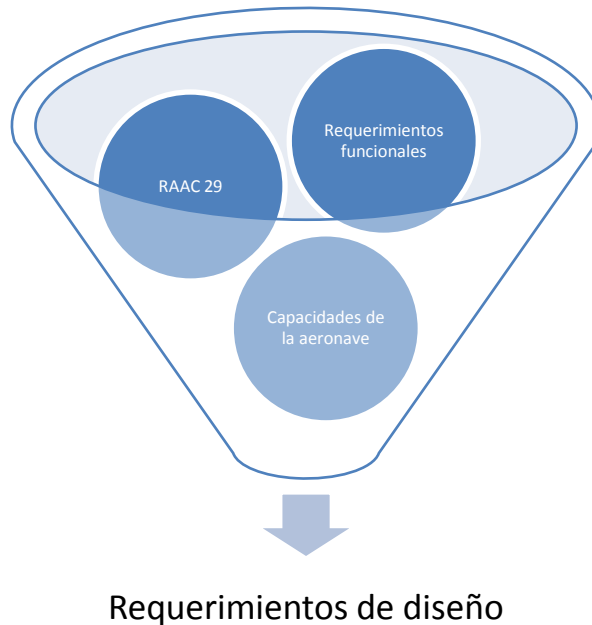 Requerimientos
funcionales
RAAC 29
Capacidades de
la aeronave
Requerimientos de diseño